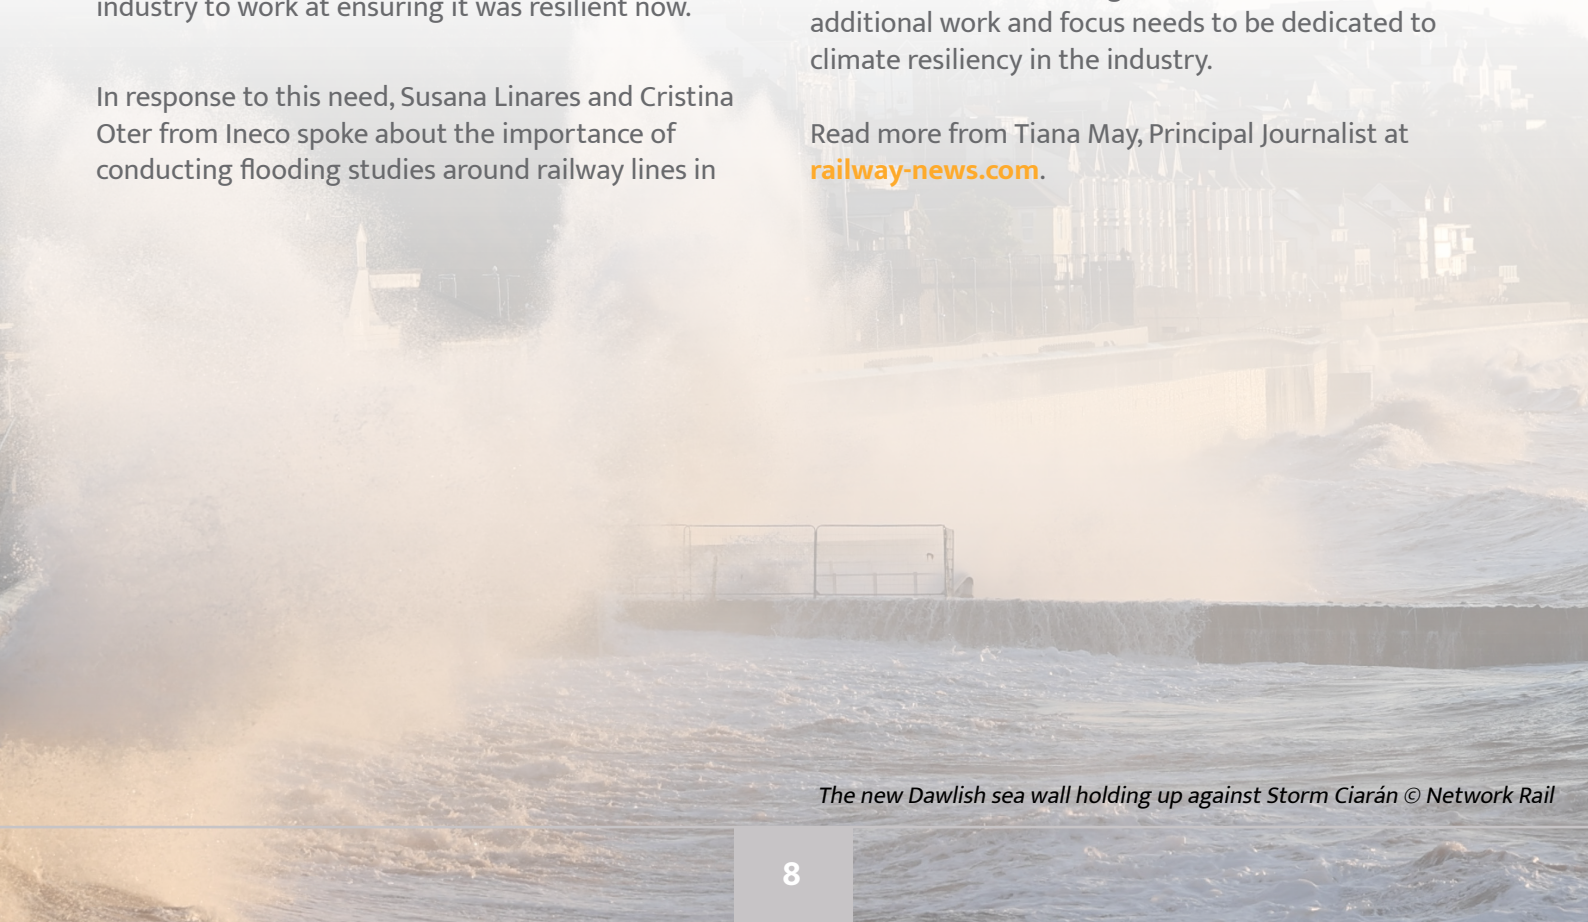 industry to work at ensuring it was resilient now.
In response to this need, Susana Linares and Cristina
Oter from Ineco spoke about the importance of
conducting flooding studies around railway lines in
additional work and focus needs to be dedicated to
climate resiliency in the industry.
Read more from Tiana May, Principal Journalist at
railway-news.com.
The new Dawlish sea wall holding up against Storm Ciarán © Network Rail
8